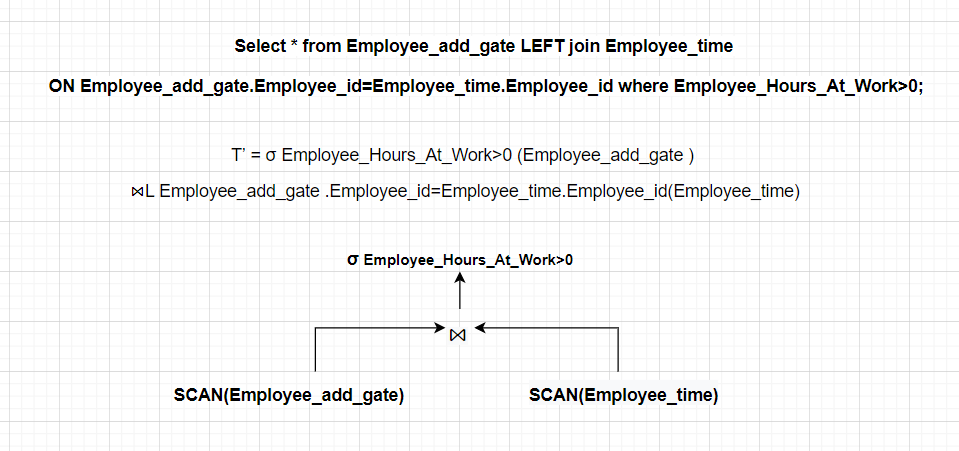 Select * from Employee_add_gate LEFT join Employee_time
ON Employee_add_gate.Employee_id=Employee_time.Employee_id where Employee_Hours_At_Work>0;
T’ = σ Employee_Hours_At_Work>0 (Employee_add_gate )
⋈L Employee_add_gate .Employee_id=Employee_time.Employee_id(Employee_time)
σ Employee_Hours_At_Work>0
⋈
SCAN(Employee_add_gate) SCAN(Employee_time)